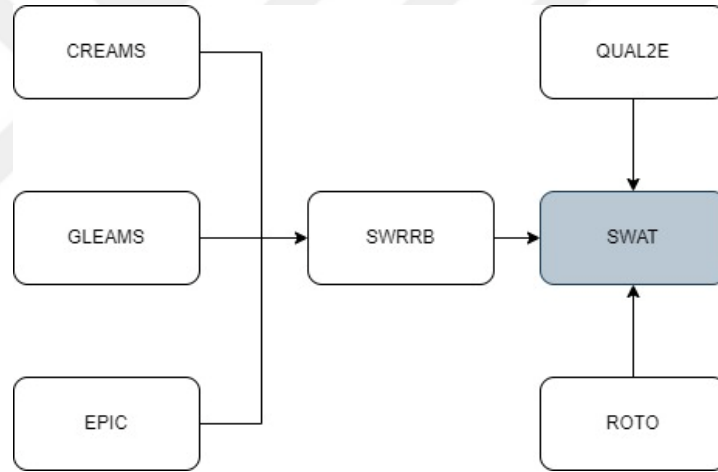 CREAMS
QUAL2E
GLEAMS
SWRRB
SWAT
EPIC
ROTO